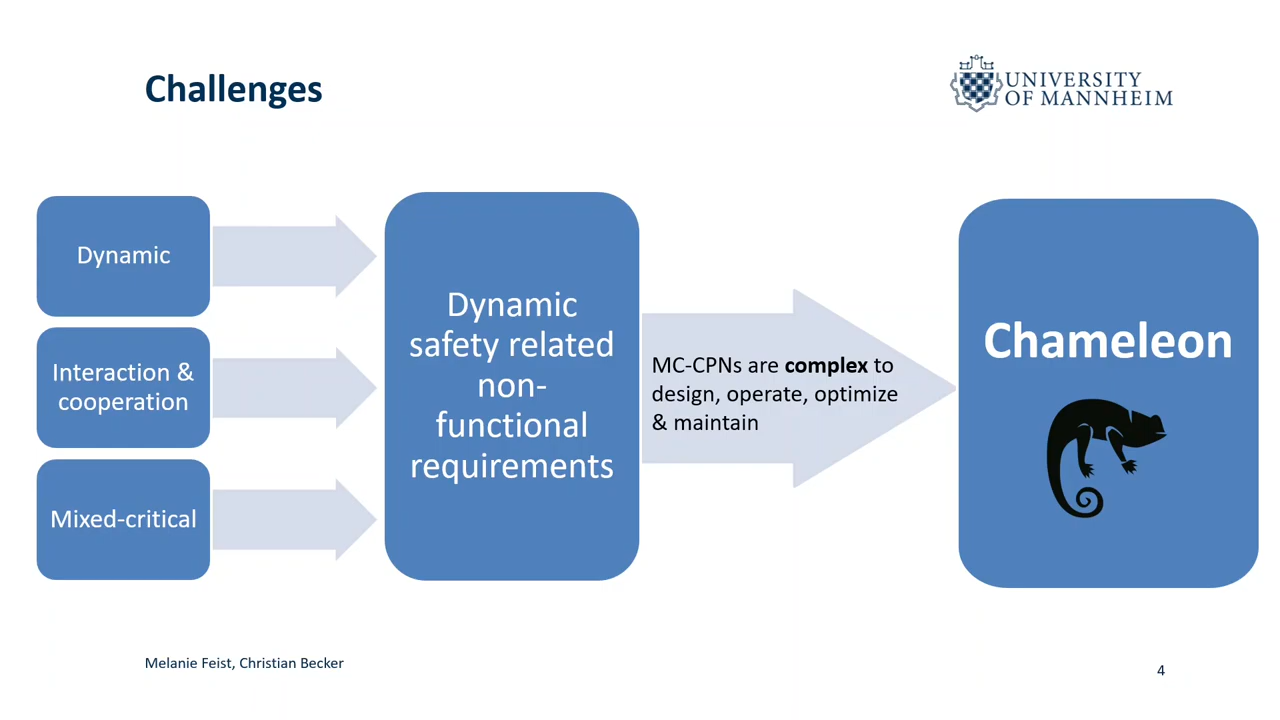 Challenges
UNIVERSITY
OF MANNHEIM
Dynamic
Interaction &
cooperation
Mixed-critical
Dynamic
safety related
non-
functional
requirements
MC-CPNs are complex to
design, operate, optimize
& maintain
Chameleon
Melanie Feist, Christian Becker
4